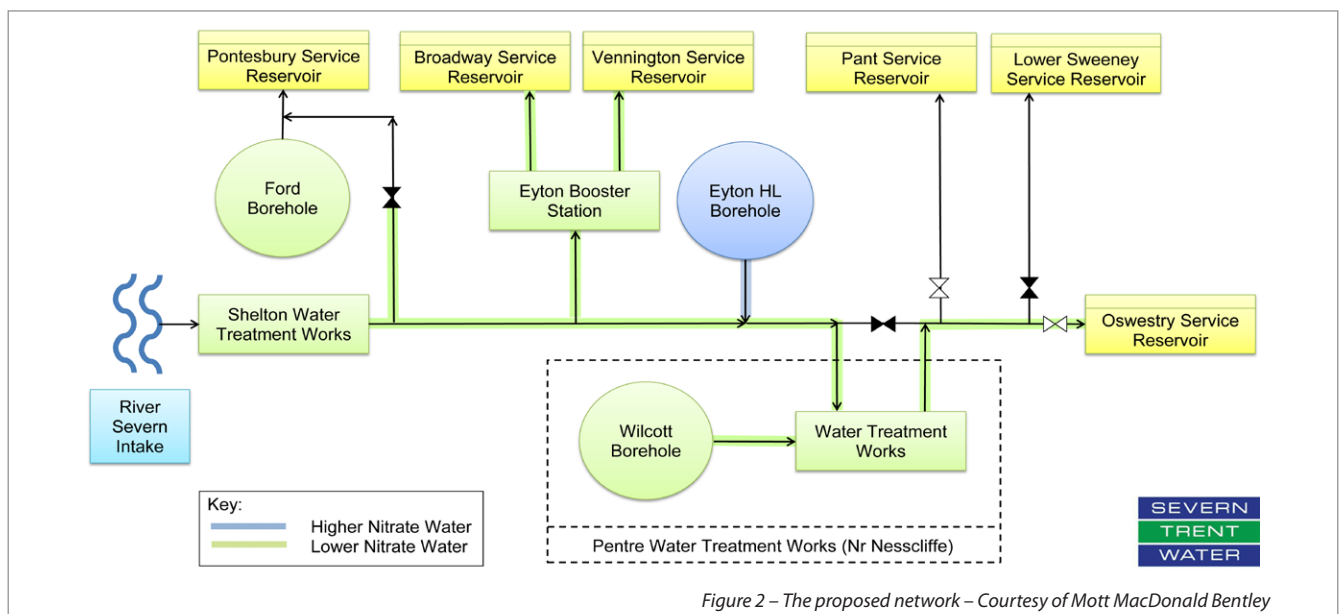 Pontesbury Service
Reservoir
Broadway Service
Reservoir
Vennington Service
Reservoir
Pant Service
Reservoir
Lower Sweeney
Service Reservoir
Ford
Borehole
Eyton Booster
Station
Eyton HL
Borehole
Shelton Water
Treatment Works
Oswestry Service
Reservoir
River
Severn
Intake
Wilcott
Borehole
Water Treatment
Works
Key:
Higher Nitrate Water
Lower Nitrate Water
Pentre Water Treatment Works (Nr Nesscliffe)
SEVERN
TRENT
WATER
Figure 2 – The proposed network – Courtesy of Mott MacDonald Bentley